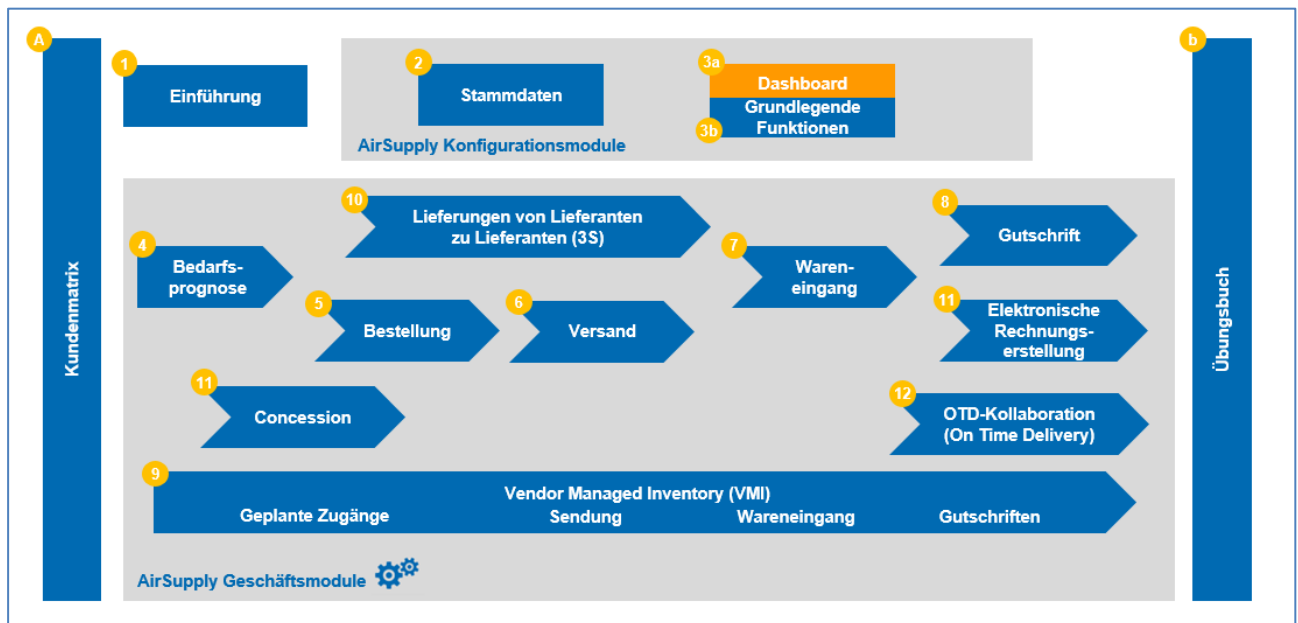 A
Kundenmatrix
1
Einführung
2
Stammdaten
3a
Dashboard
3b
Grundlegende
Funktionen
AirSupply Konfigurationsmodule
b
Übungsbuch
10
Lieferungen von Lieferanten
zu Lieferanten (3S)
8
Gutschrift
4
Bedarfs-
prognose
7
Waren-
eingang
5
Bestellung
6
Versand
11
Elektronische
Rechnungs-
erstellung
11
Concession
12
OTD-Kollaboration
(On Time Delivery)
9
Vendor Managed Inventory (VMI)
Geplante Zugänge Sendung Wareneingang Gutschriften
AirSupply Geschäftsmodule